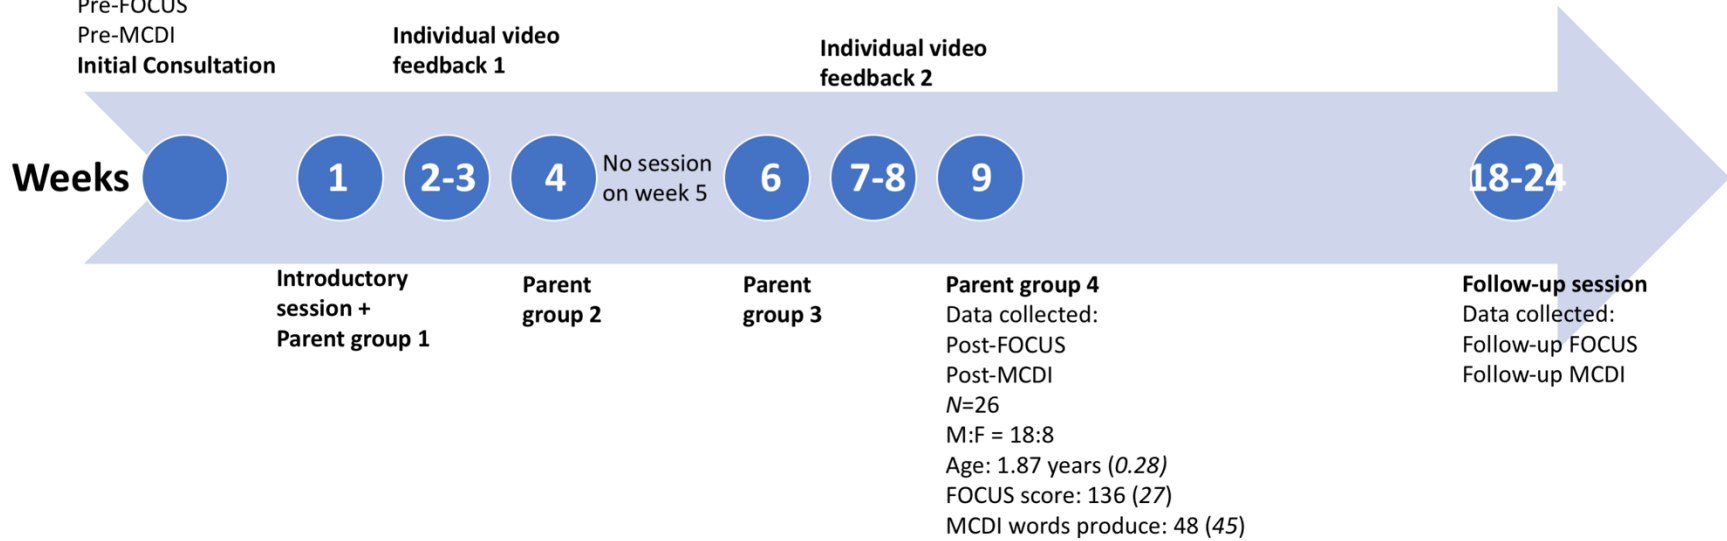 Pre-FOCUS
Pre-MCDI
Initial Consultation
Individual video
feedback 1
Individual video
feedback 2
Weeks
1
2-3
4
No session
on week 5
6
7-8
9
18-24
Introductory
session +
Parent group 1
Parent
group 2
Parent
group 3
Parent group 4
Data collected:
Post-FOCUS
Post-MCDI
N=26
M:F = 18:8
Age: 1.87 years (0.28)
FOCUS score: 136 (27)
MCDI words produce: 48 (45)
Follow-up session
Data collected:
Follow-up FOCUS
Follow-up MCDI